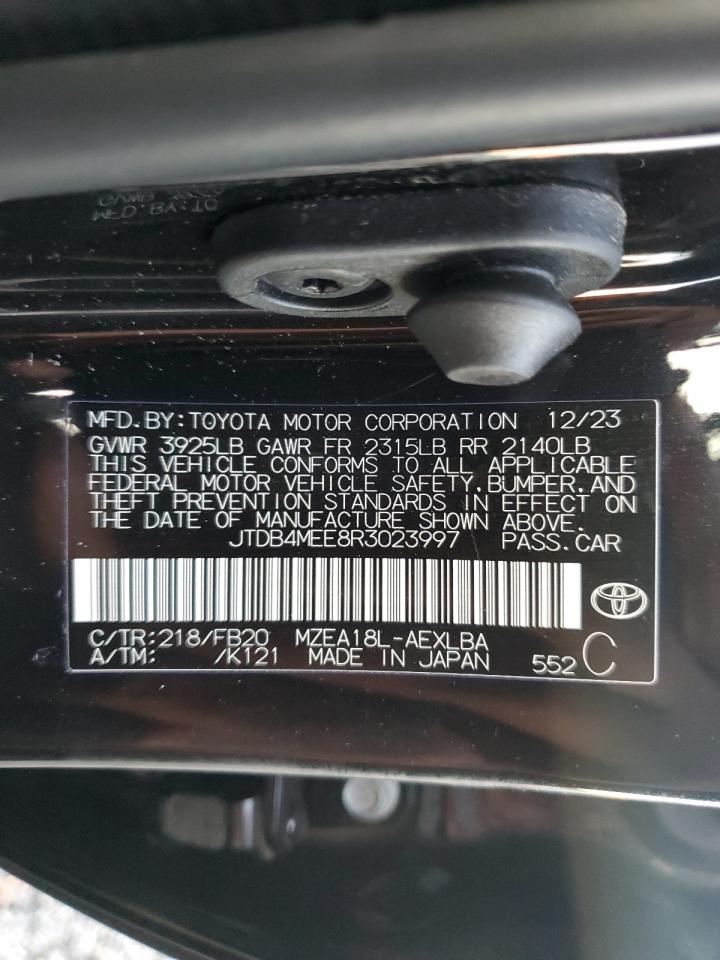 MFD.BY:TOYOTA MOTOR CORPORATION 12/23
GVWR 3925LB GAWR FR 2315LB RR 2140LB
THIS VEHICLE CONFORMS TO ALL APPLICABLE
FEDERAL MOTOR VEHICLE SAFETY,BUMPER,AND
THEFT PREVENTION STANDARDS IN EFFECT ON
THE DATE OF MANUFACTURE SHOWN ABOVE.
JTDB4MEE8R3023997 PASS.CAR
C/TR:218/FB20 MZEA18L-AEXLBA
A/TM: /K121 MADE IN JAPAN 552 C